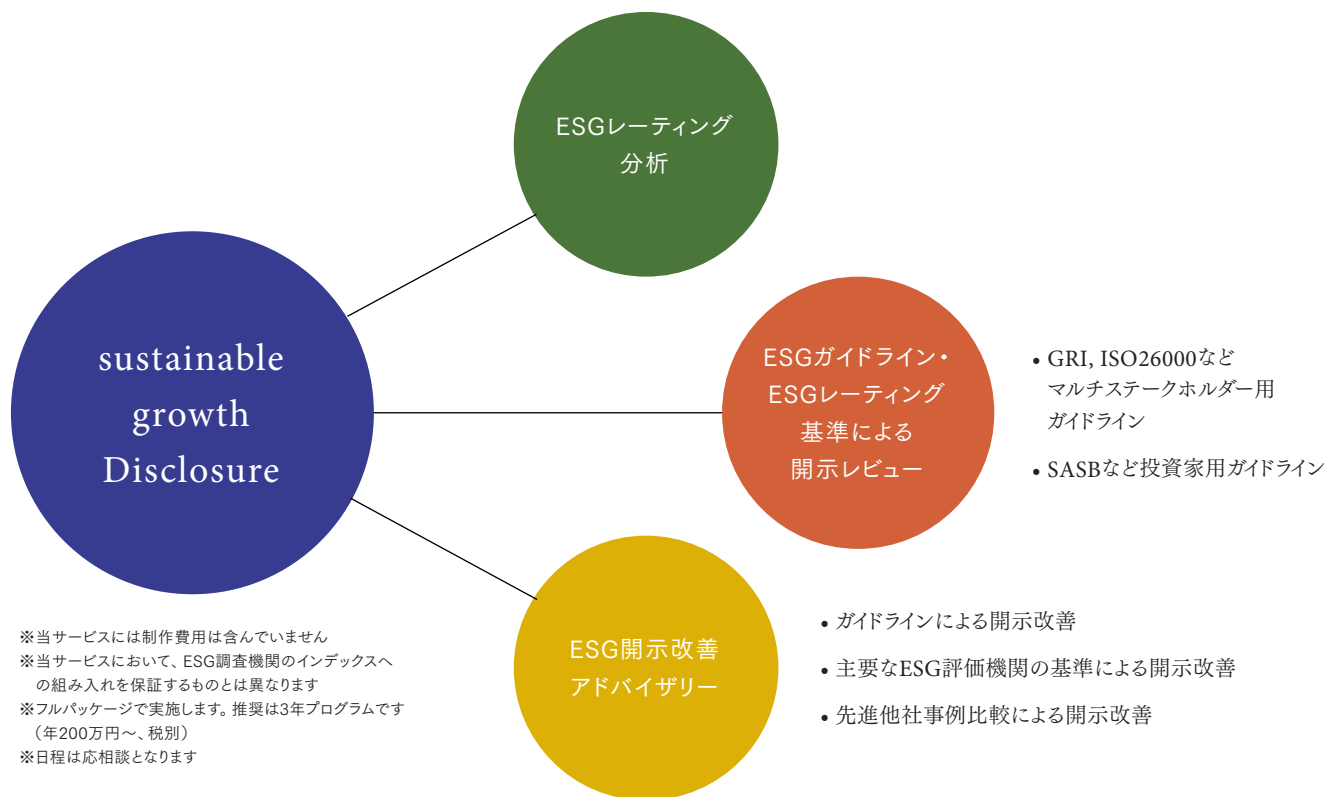 ESGレーティング
分析
sustainable
growth
Disclosure
ESGガイドライン・
ESGレーティング
基準による
開示レビュー
• GRI, ISO26000など
マルチステークホルダー用
ガイドライン
• SASBなど投資家用ガイドライン
ESG開示改善
アドバイザリー
• ガイドラインによる開示改善
• 主要なESG評価機関の基準による開示改善
• 先進他社事例比較による開示改善
※当サービスには制作費用は含んでいません
※当サービスにおいて、ESG調査機関のインデックスへ
の組み入れを保証するものとは異なります
※フルパッケージで実施します。推奨は3年プログラムです
（年200万円〜、税別）
※日程は応相談となります